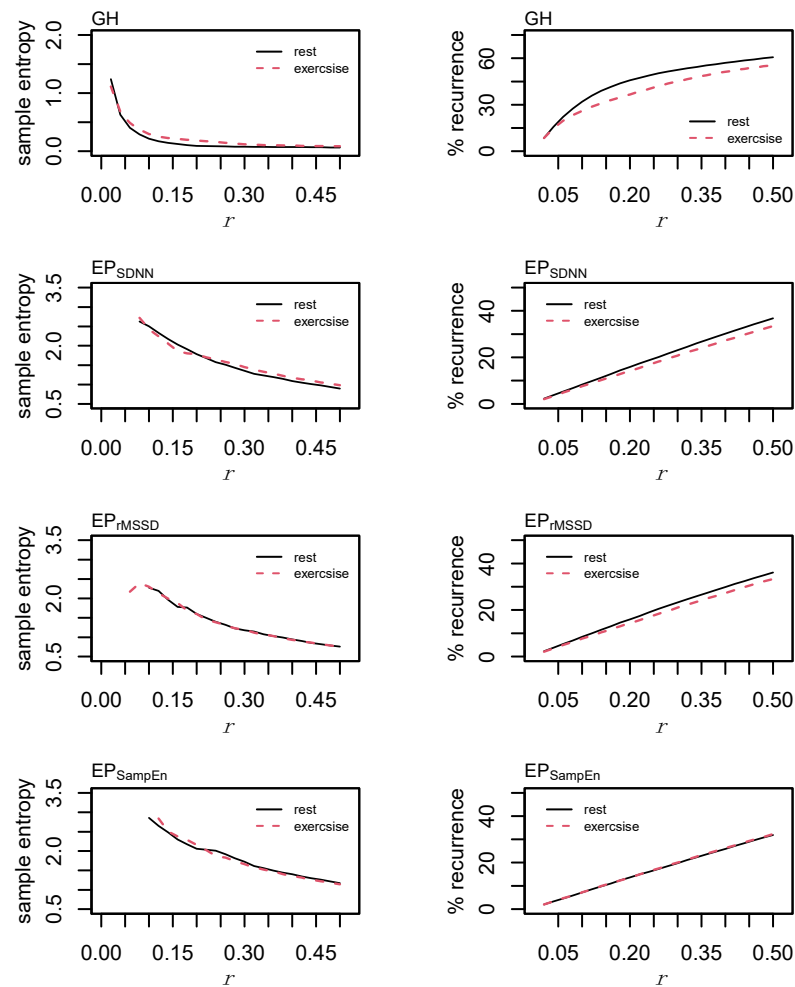 GH
sample entropy
2.0
1.0
0.0
rest
exercsise
0.00 0.15 0.30 0.45
r
% recurrence
60
30
0
rest
exercsise
0.05 0.20 0.35 0.50
r
EPSDNN
sample entropy
3.5
2.0
0.5
rest
exercsise
0.00 0.15 0.30 0.45
r
EPSDNN
% recurrence
40
20
0
rest
exercsise
0.05 0.20 0.35 0.50
r
EPrMSSD
sample entropy
3.5
2.0
0.5
rest
exercsise
0.00 0.15 0.30 0.45
r
EPrMSSD
% recurrence
40
20
0
rest
exercsise
0.05 0.20 0.35 0.50
r
EPSampEn
sample entropy
3.5
2.0
0.5
rest
exercsise
0.00 0.15 0.30 0.45
r
EPSampEn
% recurrence
40
20
0
rest
exercsise
0.05 0.20 0.35 0.50
r